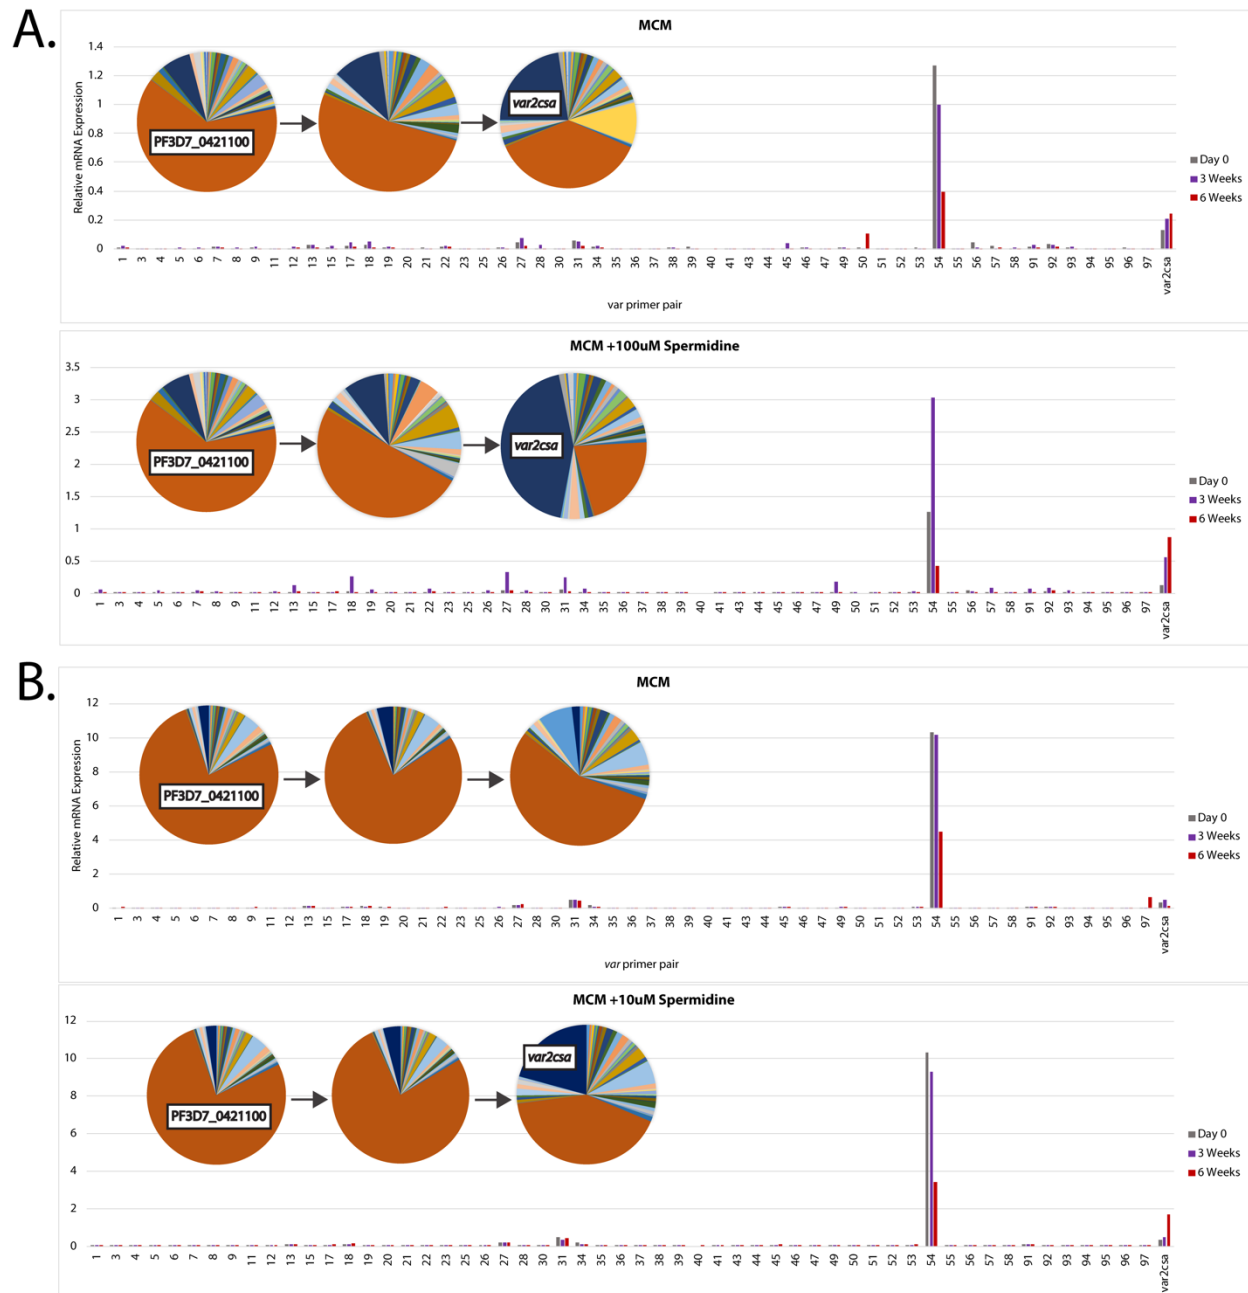 A.
MCM
Relative mRNA Expression
1.4
1.2
1
0.8
0.6
0.4
0.2
0
PF3D7_0421100
var2csa
Day 0
3 Weeks
6 Weeks
1 3 4 5 6 7 8 9 11 12 13 15 17 18 19 20 21 22 23 25 26 27 28 30 31 34 35 36 37 38 39 40 41 43 44 44 45 46 47 49 50 51 52 53 54 55 56 57 58 91 92 93 94 95 96 97 var2csa
var primer pair
MCM +100uM Spermidine
3.5
3
2.5
2
1.5
1
0.5
0
PF3D7_0421100
var2csa
Day 0
3 Weeks
6 Weeks
1 3 4 5 6 7 8 9 11 12 13 15 17 18 19 20 21 22 23 25 26 27 28 30 31 34 35 36 37 38 39 40 41 43 44 45 46 47 49 50 51 52 53 54 55 56 57 58 91 92 93 94 95 96 97 var2csa
B.
MCM
Relative mRNA Expression
12
10
8
6
4
2
0
PF3D7_0421100
Day 0
3 Weeks
6 Weeks
1 3 4 5 6 7 8 9 11 12 13 15 17 18 19 20 21 22 23 25 26 27 28 30 31 34 35 36 37 38 39 40 41 43 44 45 46 47 49 50 51 52 53 54 55 56 57 58 91 92 93 94 95 96 97 var2csa
var primer pair
MCM +10uM Spermidine
12
10
8
6
4
2
0
PF3D7_0421100
var2csa
Day 0
3 Weeks
6 Weeks
1 3 4 5 6 7 8 9 11 12 13 15 17 18 19 20 21 22 23 25 26 27 28 30 31 34 35 36 37 38 39 40 41 43 44 45 46 47 49 50 51 52 53 54 55 56 57 58 91 92 93 94 95 96 97 var2csa